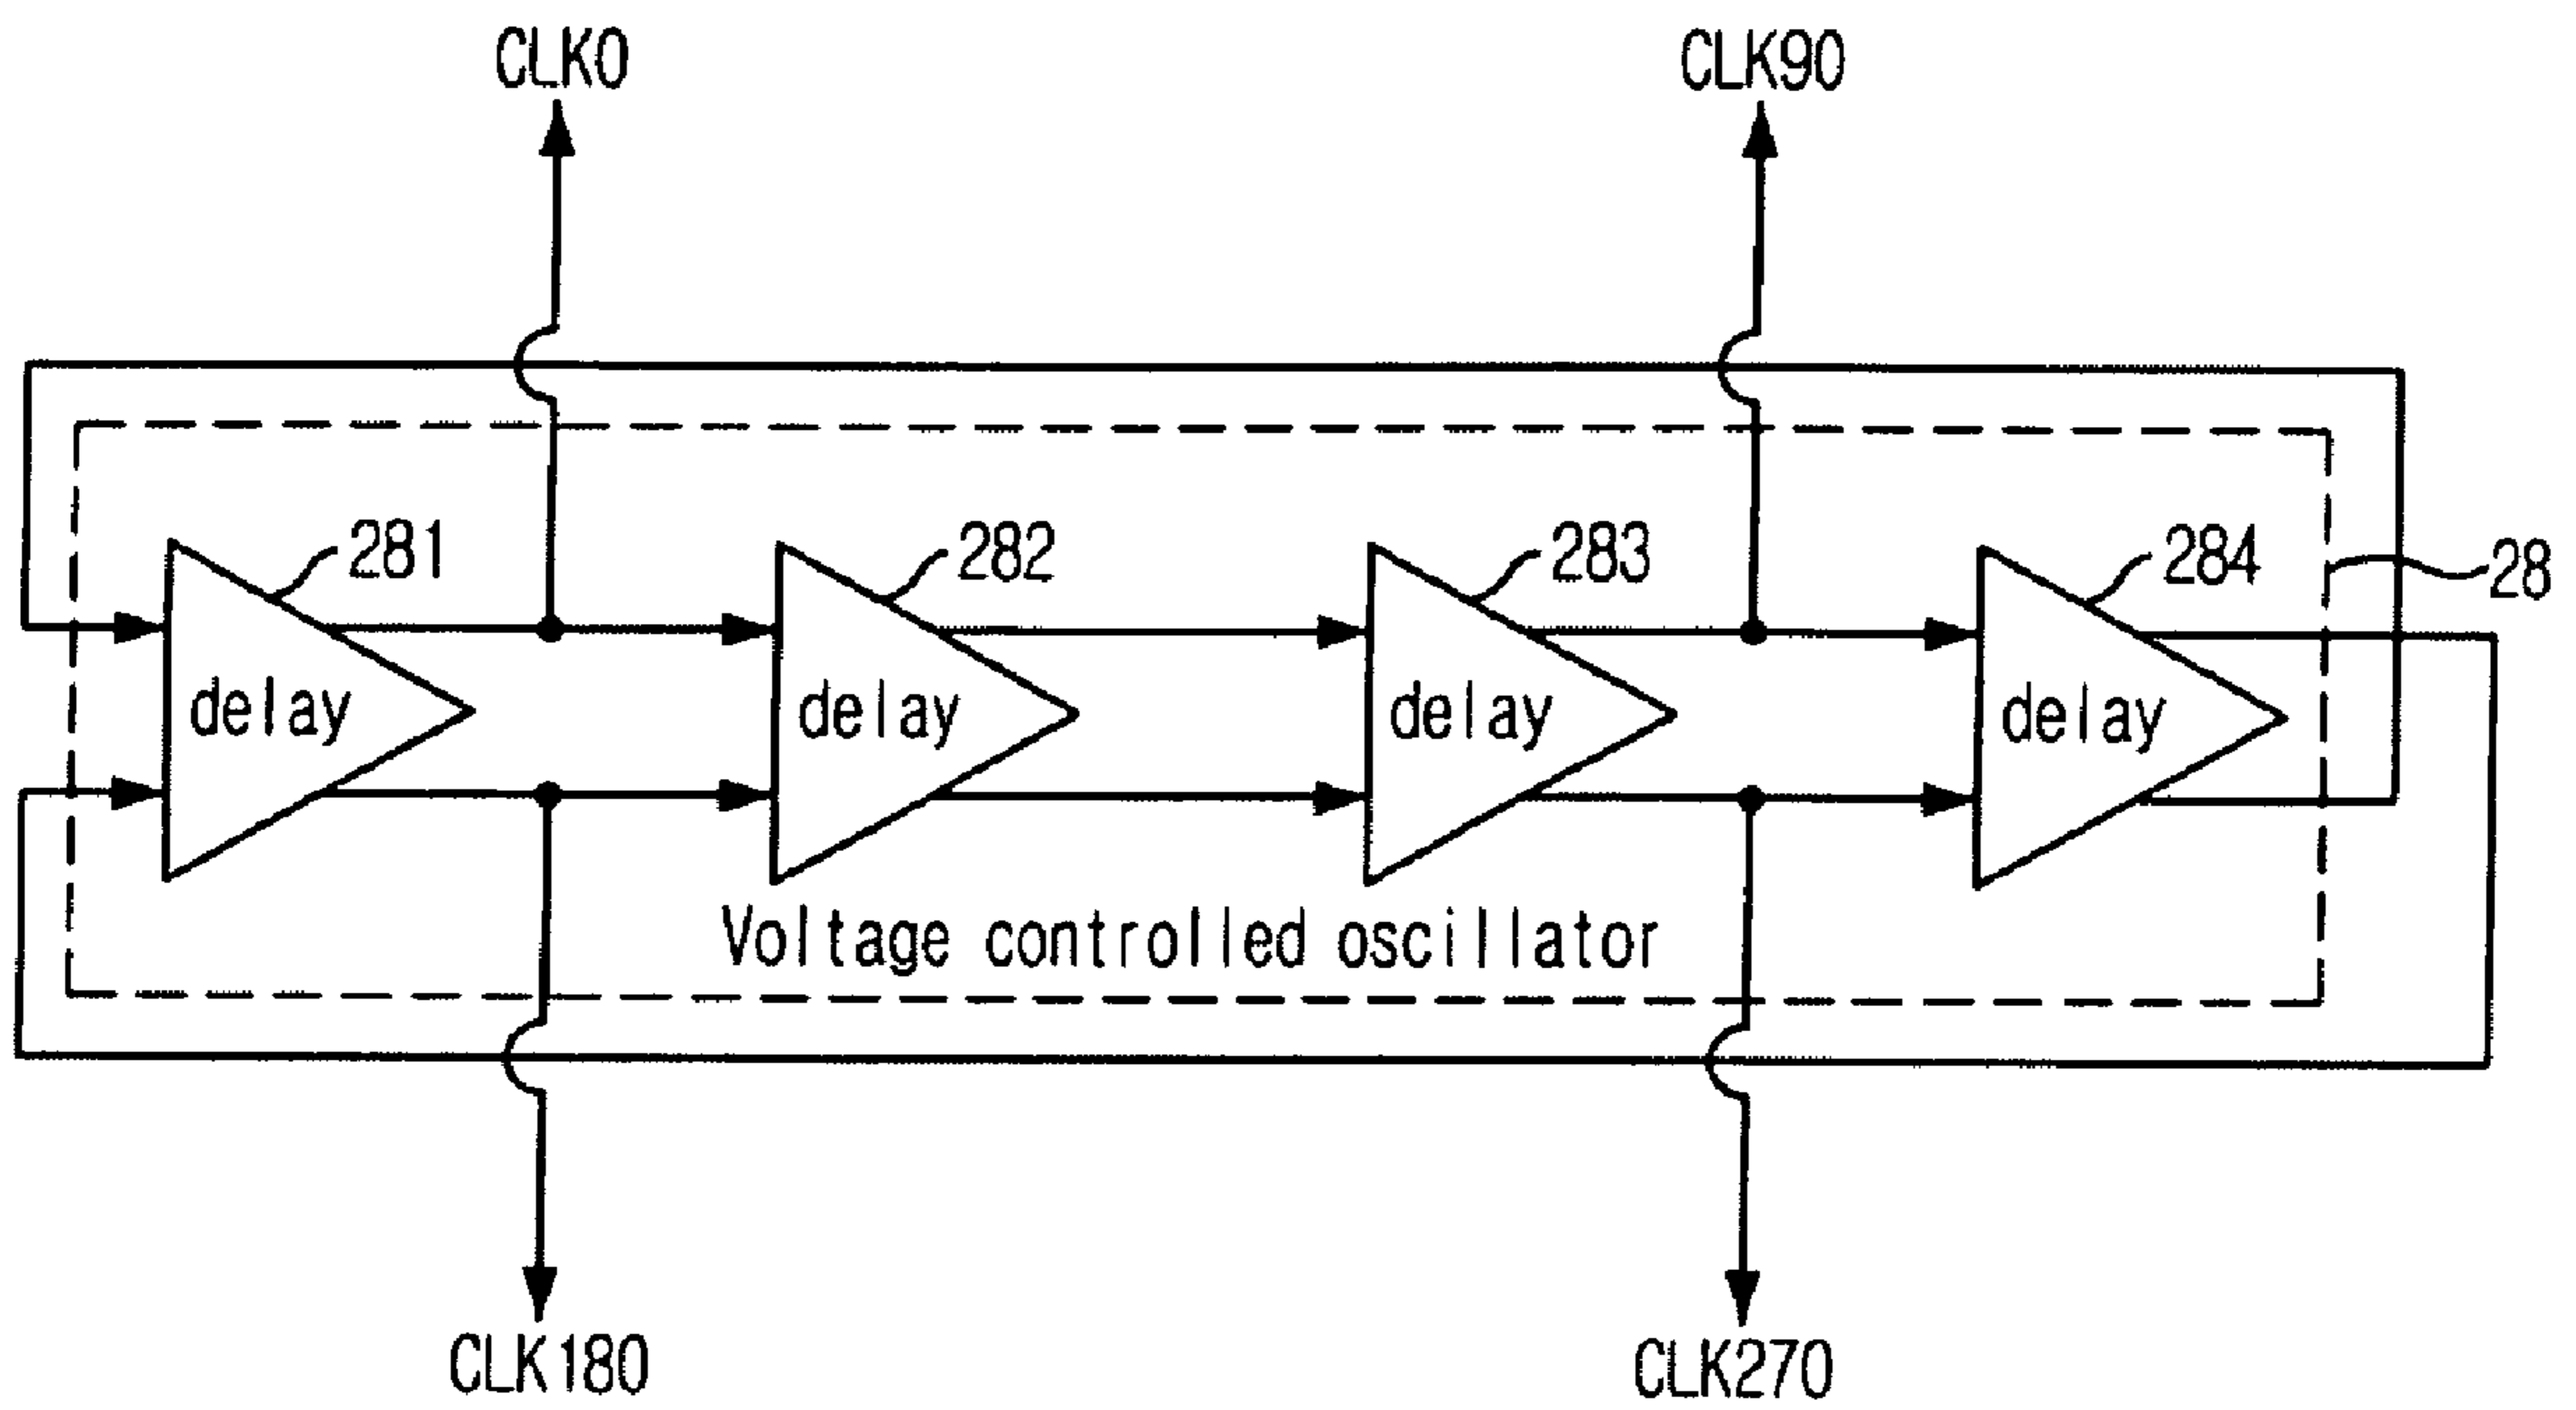 CLK0
CLK90
281
282
283
284
28
delay
delay
delay
delay
Voltage controlled oscillator
CLK180
CLK270